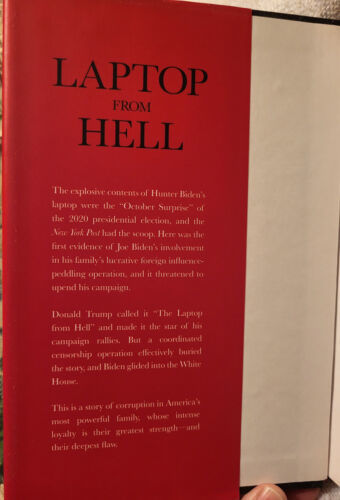 LAPTOP
FROM
HELL
The explosive contents of Hunter Biden's
laptop were the “October Surprise” of
the 2020 presidential election, and the
New York Post had the scoop. Here was the
first evidence of Joe Biden's involvement
in his family's lucrative foreign influence-
peddling operation, and it threatened to
upend his campaign.
Donald Trump called it “The Laptop
from Hell” and made it the star of his
campaign rallies. But a coordinated
censorship operation effectively buried
the story, and Biden glided into the White
House.
This is a story of corruption in America's
most powerful family, whose intense
loyalty is their greatest strength—and
their deepest flaw.